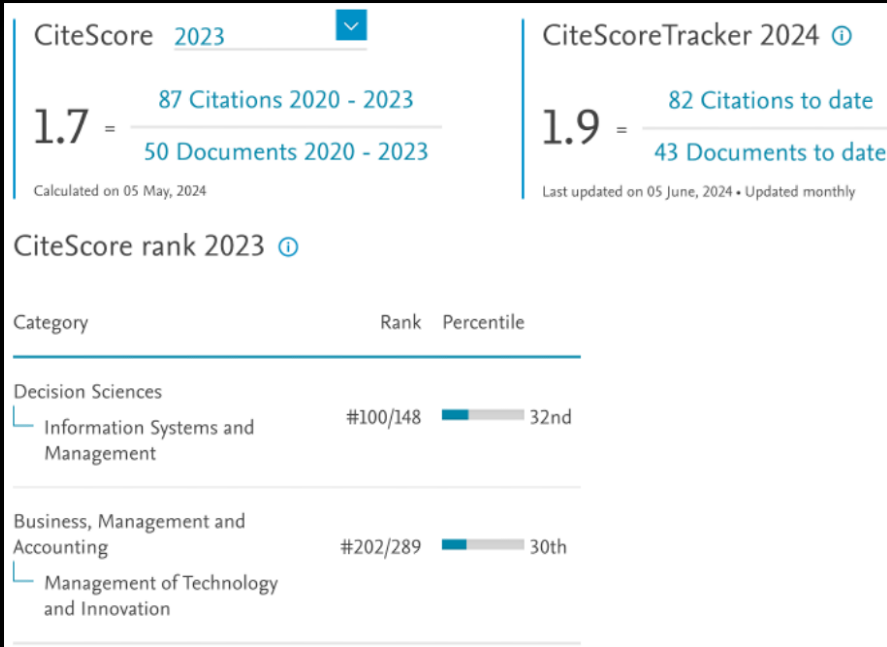 CiteScore 2023
1.7 =
87 Citations 2020 - 2023
50 Documents 2020 - 2023
Calculated on 05 May, 2024
CiteScoreTracker 2024
1.9 =
82 Citations to date
43 Documents to date
Last updated on 05 June, 2024 • Updated monthly
CiteScore rank 2023
Category Rank Percentile
Decision Sciences
Information Systems and
Management
#100/148 32nd
Business, Management and
Accounting
#202/289 30th
Management of Technology
and Innovation